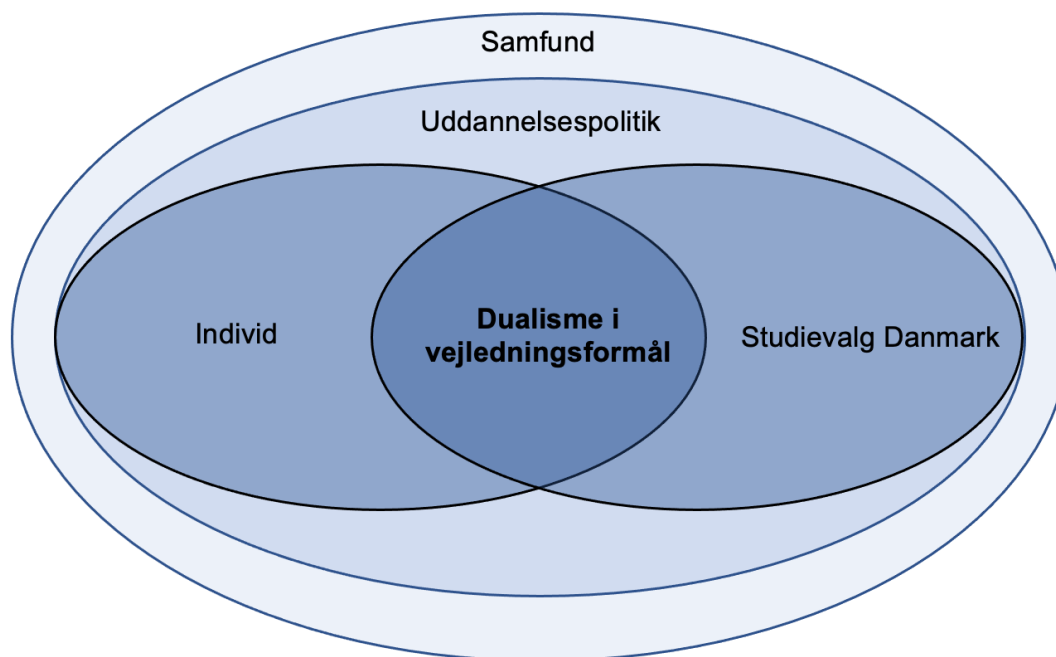 Samfund
Uddannelsespolitik
Individ
Dualisme i
vejledningsformål
Studievalg Danmark